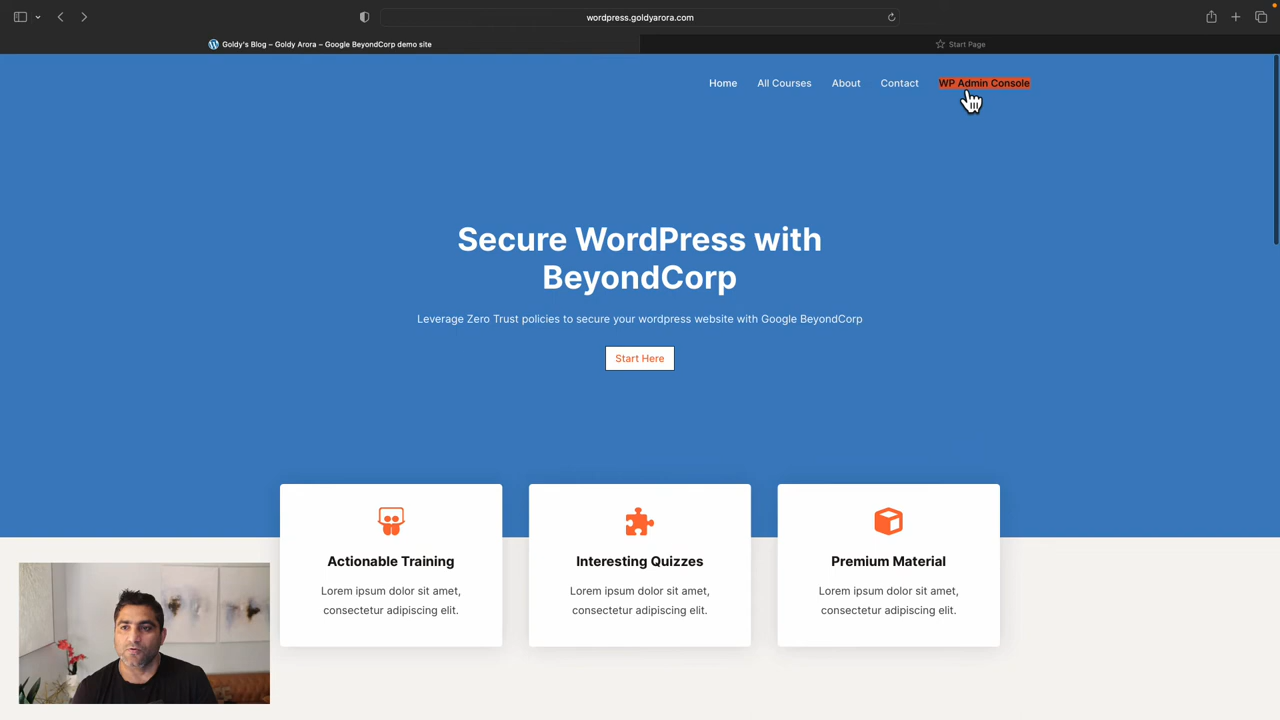 wordpress.goldyarora.com
Goldy's Blog – Goldy Arora – Google BeyondCorp demo site
Start Page
Home
All Courses
About
Contact
WP Admin Console
Secure WordPress with
BeyondCorp
Leverage Zero Trust policies to secure your wordpress website with Google BeyondCorp
Start Here
Actionable Training
Lorem ipsum dolor sit amet,
consectetur adipiscing elit.
Interesting Quizzes
Lorem ipsum dolor sit amet,
consectetur adipiscing elit.
Premium Material
Lorem ipsum dolor sit amet,
consectetur adipiscing elit.